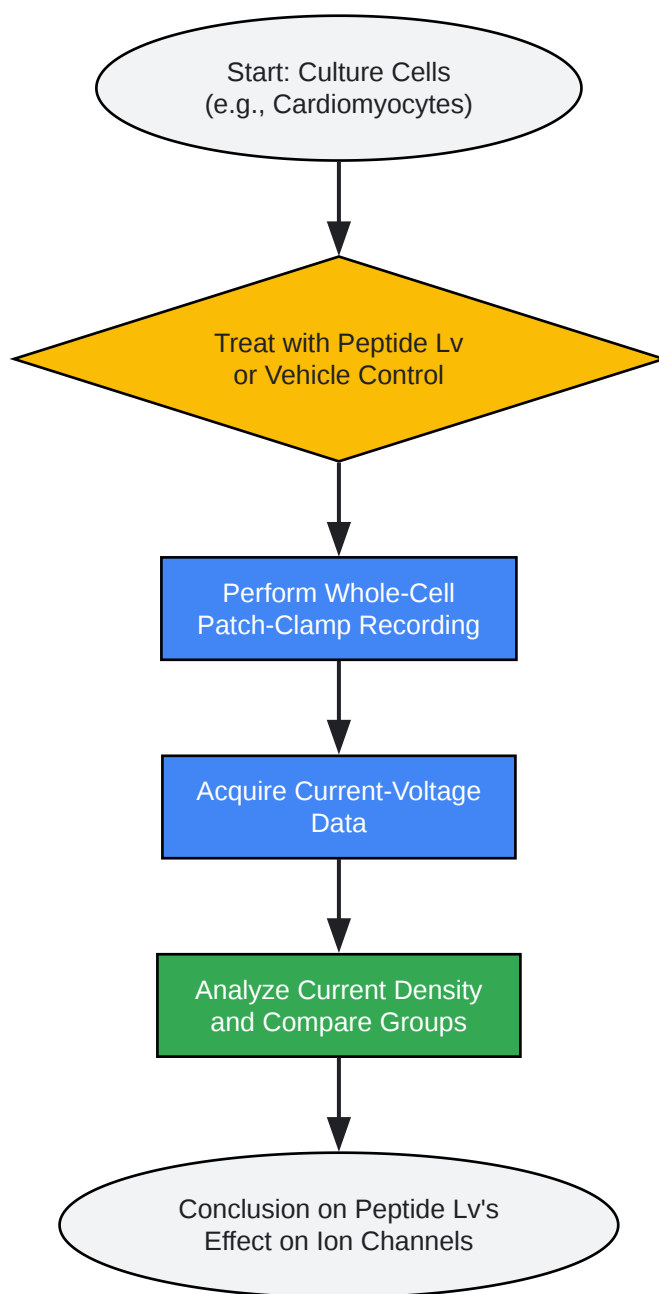 Start: Culture Cells
(e.g., Cardiomyocytes)
Treat with Peptide Lv
or Vehicle Control
Perform Whole-Cell
Patch-Clamp Recording
Acquire Current-Voltage
Data
Analyze Current Density
and Compare Groups
Conclusion on Peptide Lv's
Effect on Ion Channels